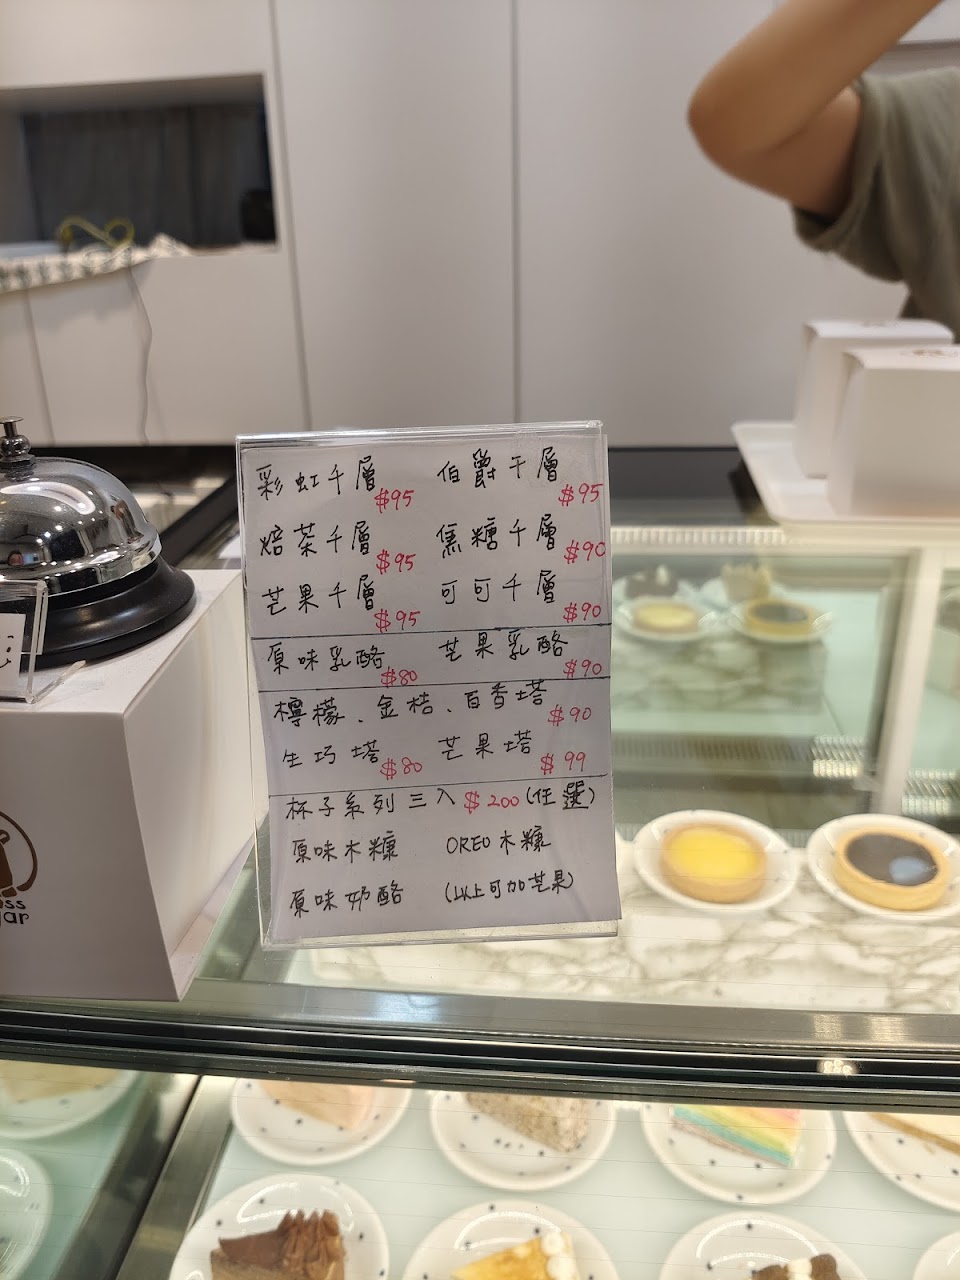 彩虹千層 $95 伯爵千層 $95
焙茶千層 $95 焦糖千層 $90
芒果千層 $95 可可千層 $90
原味乳酪 $80 芒果乳酪 $90
檸檬、金桔、百香塔 $90
生巧塔 $80 芒果塔 $99
杯子系列三入 $200 (任選)
原味木糠 OREO木糠
原味奶酪 (以上可加芒果)